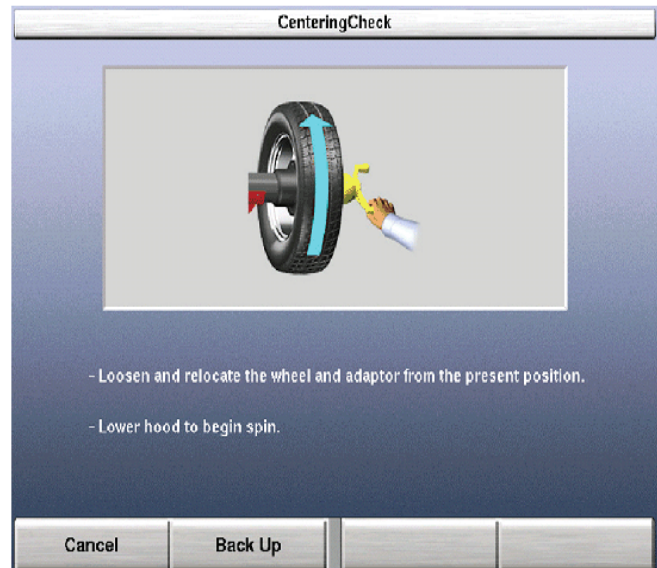 CenteringCheck
- Loosen and relocate the wheel and adaptor from the present position.
- Lower hood to begin spin.
Cancel
Back Up